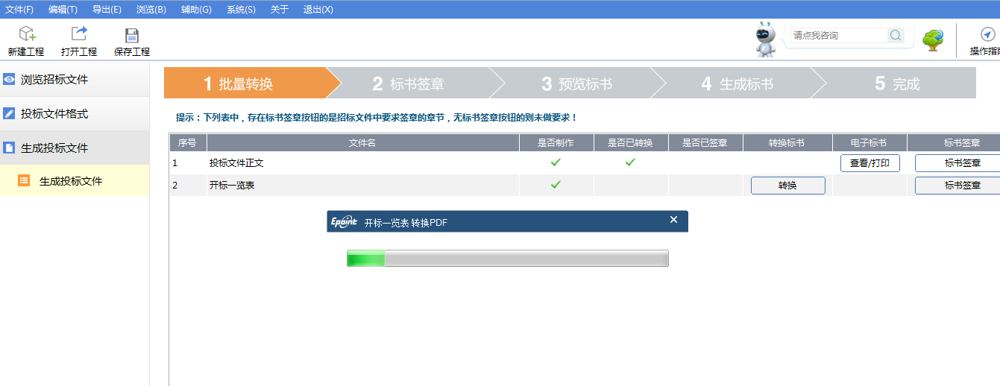 文件(F) 编辑(T) 导出(E) 浏览(B) 辅助(G) 系统(S) 关于 退出(X)
新建工程 打开工程 保存工程 请点我咨询 操作指南
浏览招标文件
投标文件格式
生成投标文件
生成投标文件
1 批量转换 2 标书签章 3 预览标书 4 生成标书 5 完成
提示：下列表中，存在标书签章按钮的是招标文件中要求签章的章节，无标书签章按钮的则未做要求！
序号 文件名 是否制作 是否已转换 是否已签章 转换标书 电子标书 标书签章
1 投标文件正文 查看/打印 标书签章
2 开标一览表 转换 标书签章
Epoint 开标一览表 转换PDF